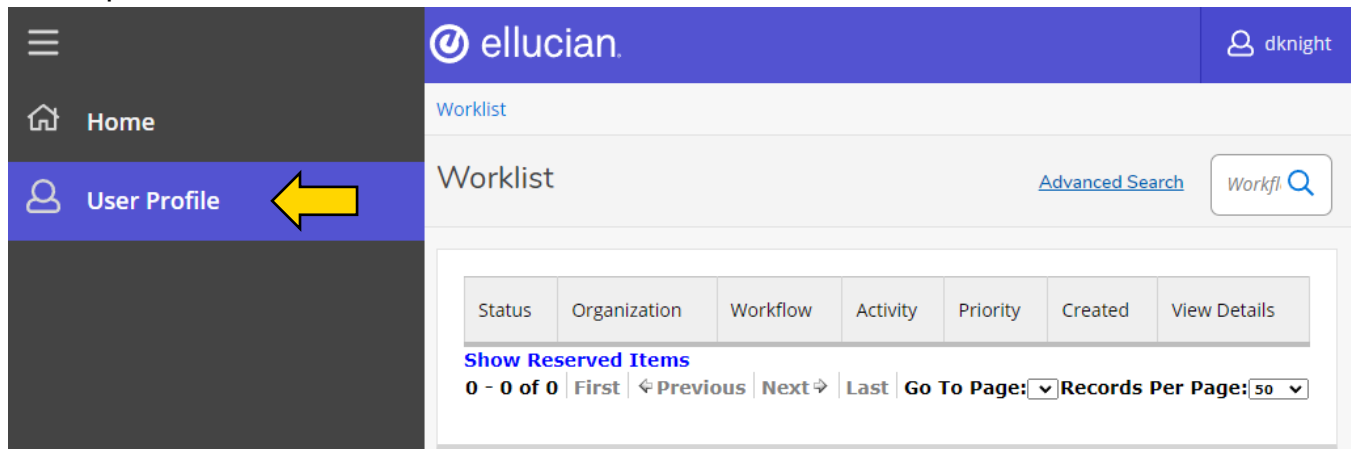 ellucian.
dknight
Home
User Profile
Worklist
Worklist
Advanced Search
Workfl
Status Organization Workflow Activity Priority Created View Details
Show Reserved Items
0 - 0 of 0 First Previous Next Last Go To Page: Records Per Page: 50